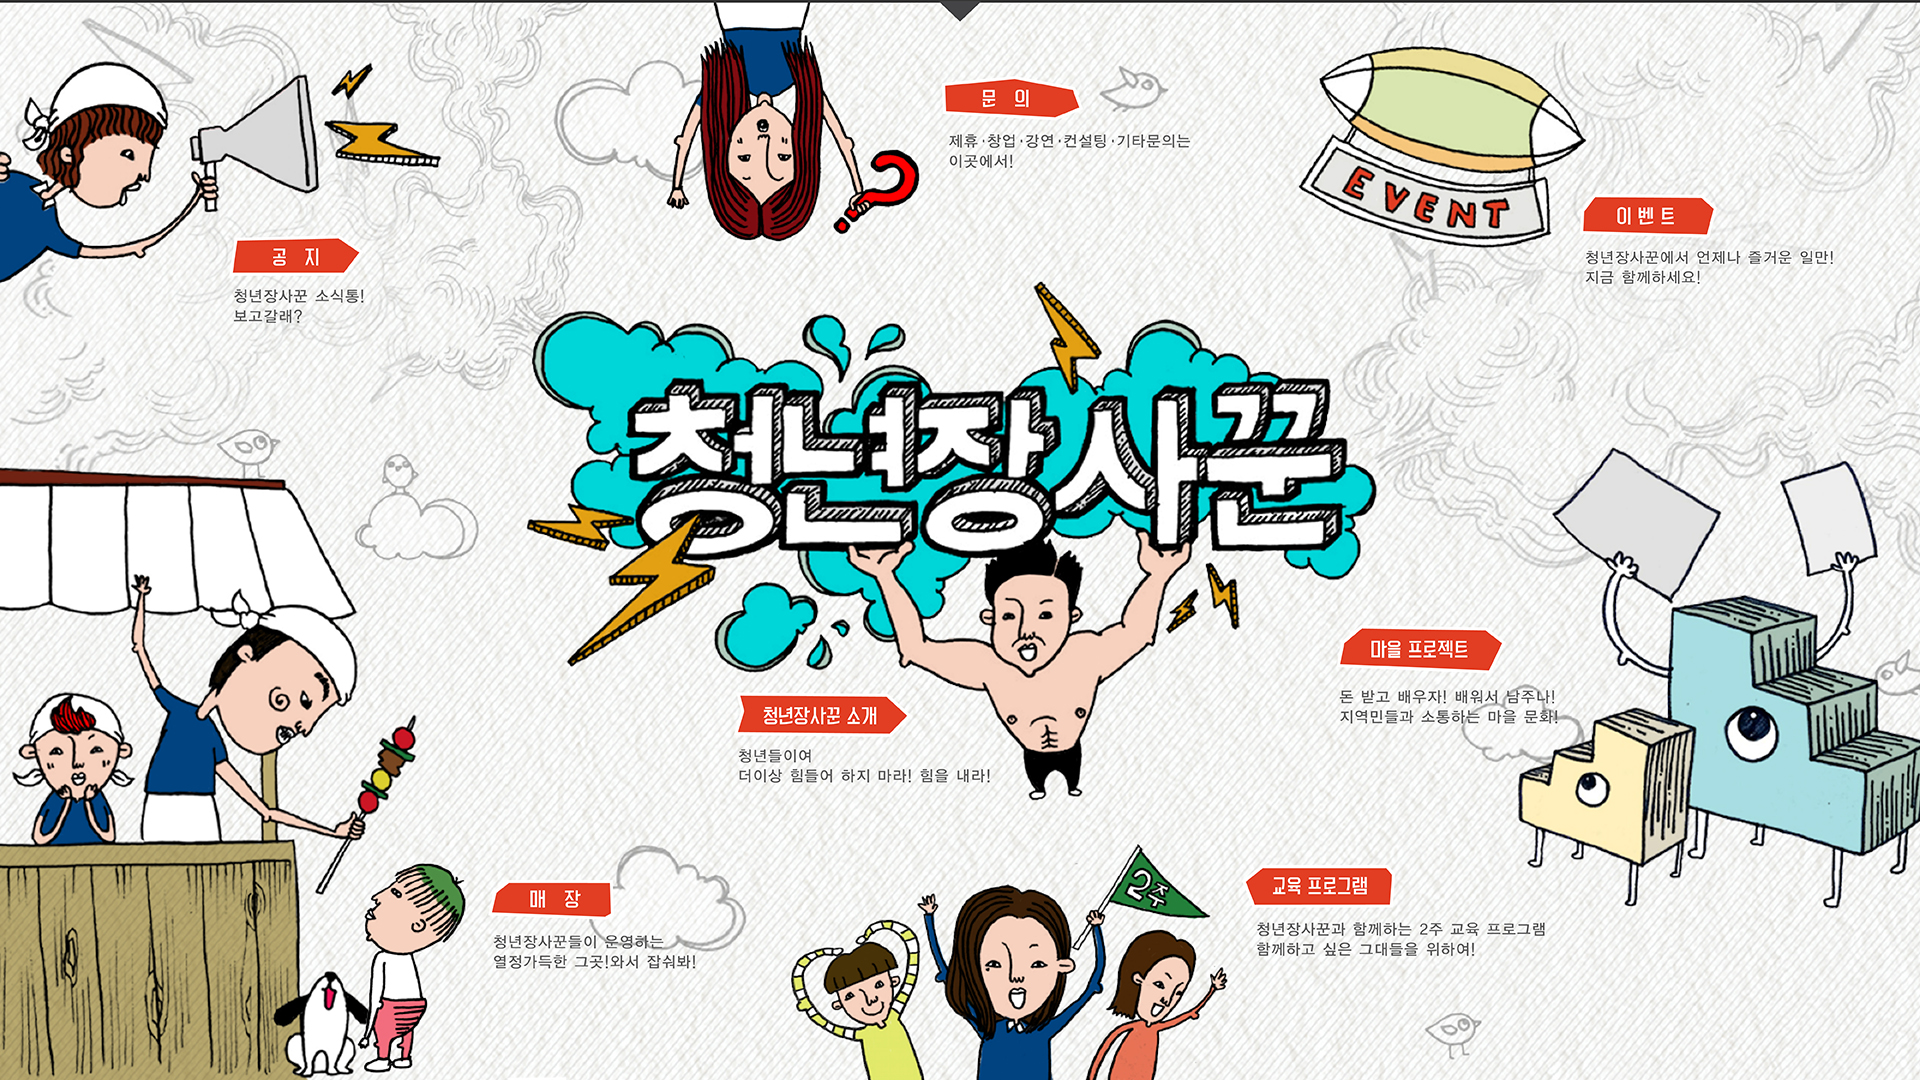 문 의
제휴·창업·강연·컨설팅·기타문의는
이곳에서!
EVENT
이벤트
청년장사꾼에서 언제나 즐거운 일만!
지금 함께하세요!
공 지
청년장사꾼 소식통!
보고갈래?
청년장사꾼
마을 프로젝트
돈 받고 배우자! 배워서 남주나!
지역민들과 소통하는 마을 문화!
청년장사꾼 소개
청년들이여
더이상 힘들어 하지 마라! 힘을 내라!
매 장
청년장사꾼들이 운영하는
열정가득한 그곳!와서 잡숴봐!
2주
교육 프로그램
청년장사꾼과 함께하는 2주 교육 프로그램
함께하고 싶은 그대들을 위하여!